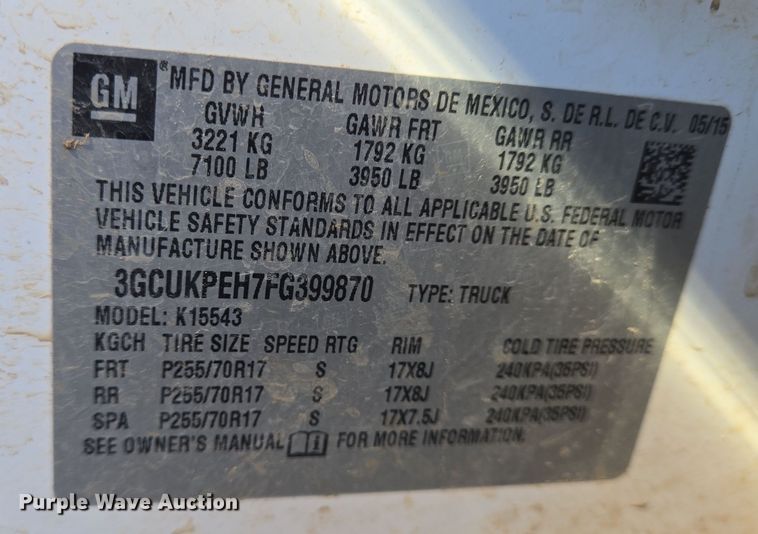 GM ® MFD BY GENERAL MOTORS DE MEXICO, S. DE R.L. DE C.V. 05/15
GVWR GAWR FRT GAWR RR
3221 KG 1792 KG 1792 KG
7100 LB 3950 LB 3950 LB
THIS VEHICLE CONFORMS TO ALL APPLICABLE U.S. FEDERAL MOTOR
VEHICLE SAFETY STANDARDS IN EFFECT ON THE DATE OF
MANUFACTURE SHOWN ABOVE.
3GCUKPEH7FG399870 TYPE: TRUCK
MODEL: K15543
KGCH TIRE SIZE SPEED RTG RIM COLD TIRE PRESSURE
FRT P255/70R17 S 17X8J 240KPA(35PSI)
RR P255/70R17 S 17X8J 240KPA(35PSI)
SPA P255/70R17 S 17X7.5J 240KPA(35PSI)
SEE OWNER'S MANUAL i FOR MORE INFORMATION.
Purple Wave Auction